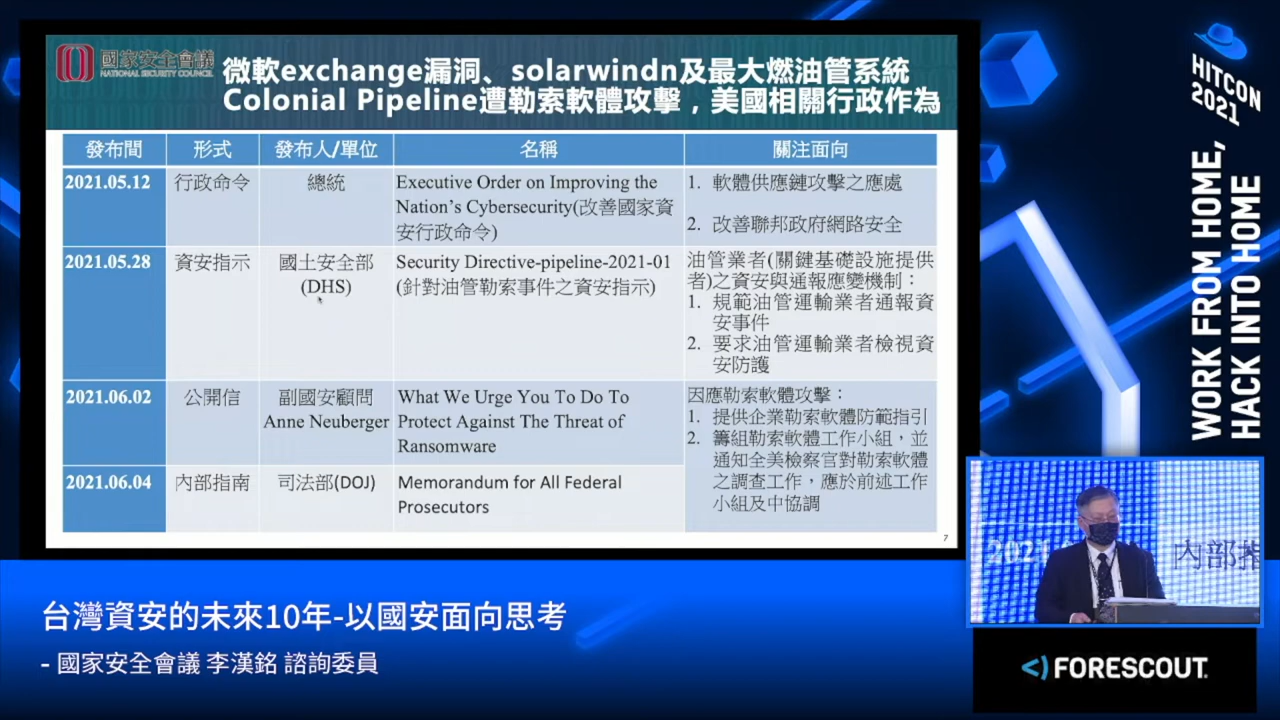 國家安全會議
NATIONAL SECURITY COUNCIL
微軟exchange漏洞、solarwindn及最大燃油管系統
Colonial Pipeline遭勒索軟體攻擊，美國相關行政作為
發布間 形式 發布人/單位 名稱 關注面向
2021.05.12 行政命令 總統
Executive Order on Improving the
Nation’s Cybersecurity(改善國家資
安行政命令)
1. 軟體供應鏈攻擊之應處
2. 改善聯邦政府網路安全
2021.05.28 資安指示 國土安全部
(DHS)
Security Directive-pipeline-2021-01
(針對油管勒索事件之資安指示)
油管業者(關鍵基礎設施提供
者)之資安與通報應變機制：
1. 規範油管運輸業者通報資
安事件
2. 要求油管運輸業者檢視資
安防護
2021.06.02 公開信 副國安顧問
Anne Neuberger
What We Urge You To Do To
Protect Against The Threat of
Ransomware
因應勒索軟體攻擊：
1. 提供企業勒索軟體防範指引
2. 籌組勒索軟體工作小組，並
通知全美檢察官對勒索軟體
之調查工作，應於前述工作
小組及中協調
2021.06.04 內部指南 司法部(DOJ)
Memorandum for All Federal
Prosecutors
7
HITCON
2021
WORK FROM HOME,
HACK INTO HOME
2021
內部指
台灣資安的未來10年-以國安面向思考
- 國家安全會議 李漢銘 諮詢委員
FORESCOUT.